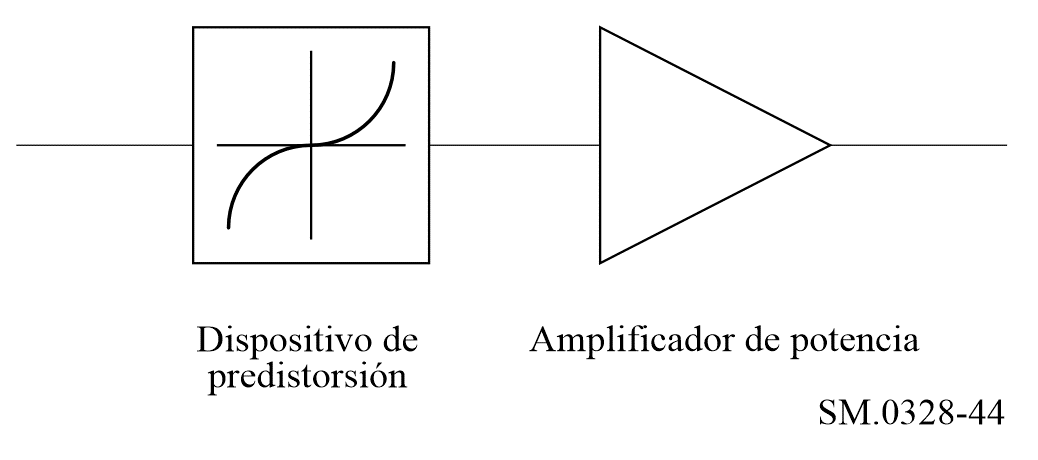 Dispositivo de
predistorsión
Amplificador de potencia
SM.0328-44